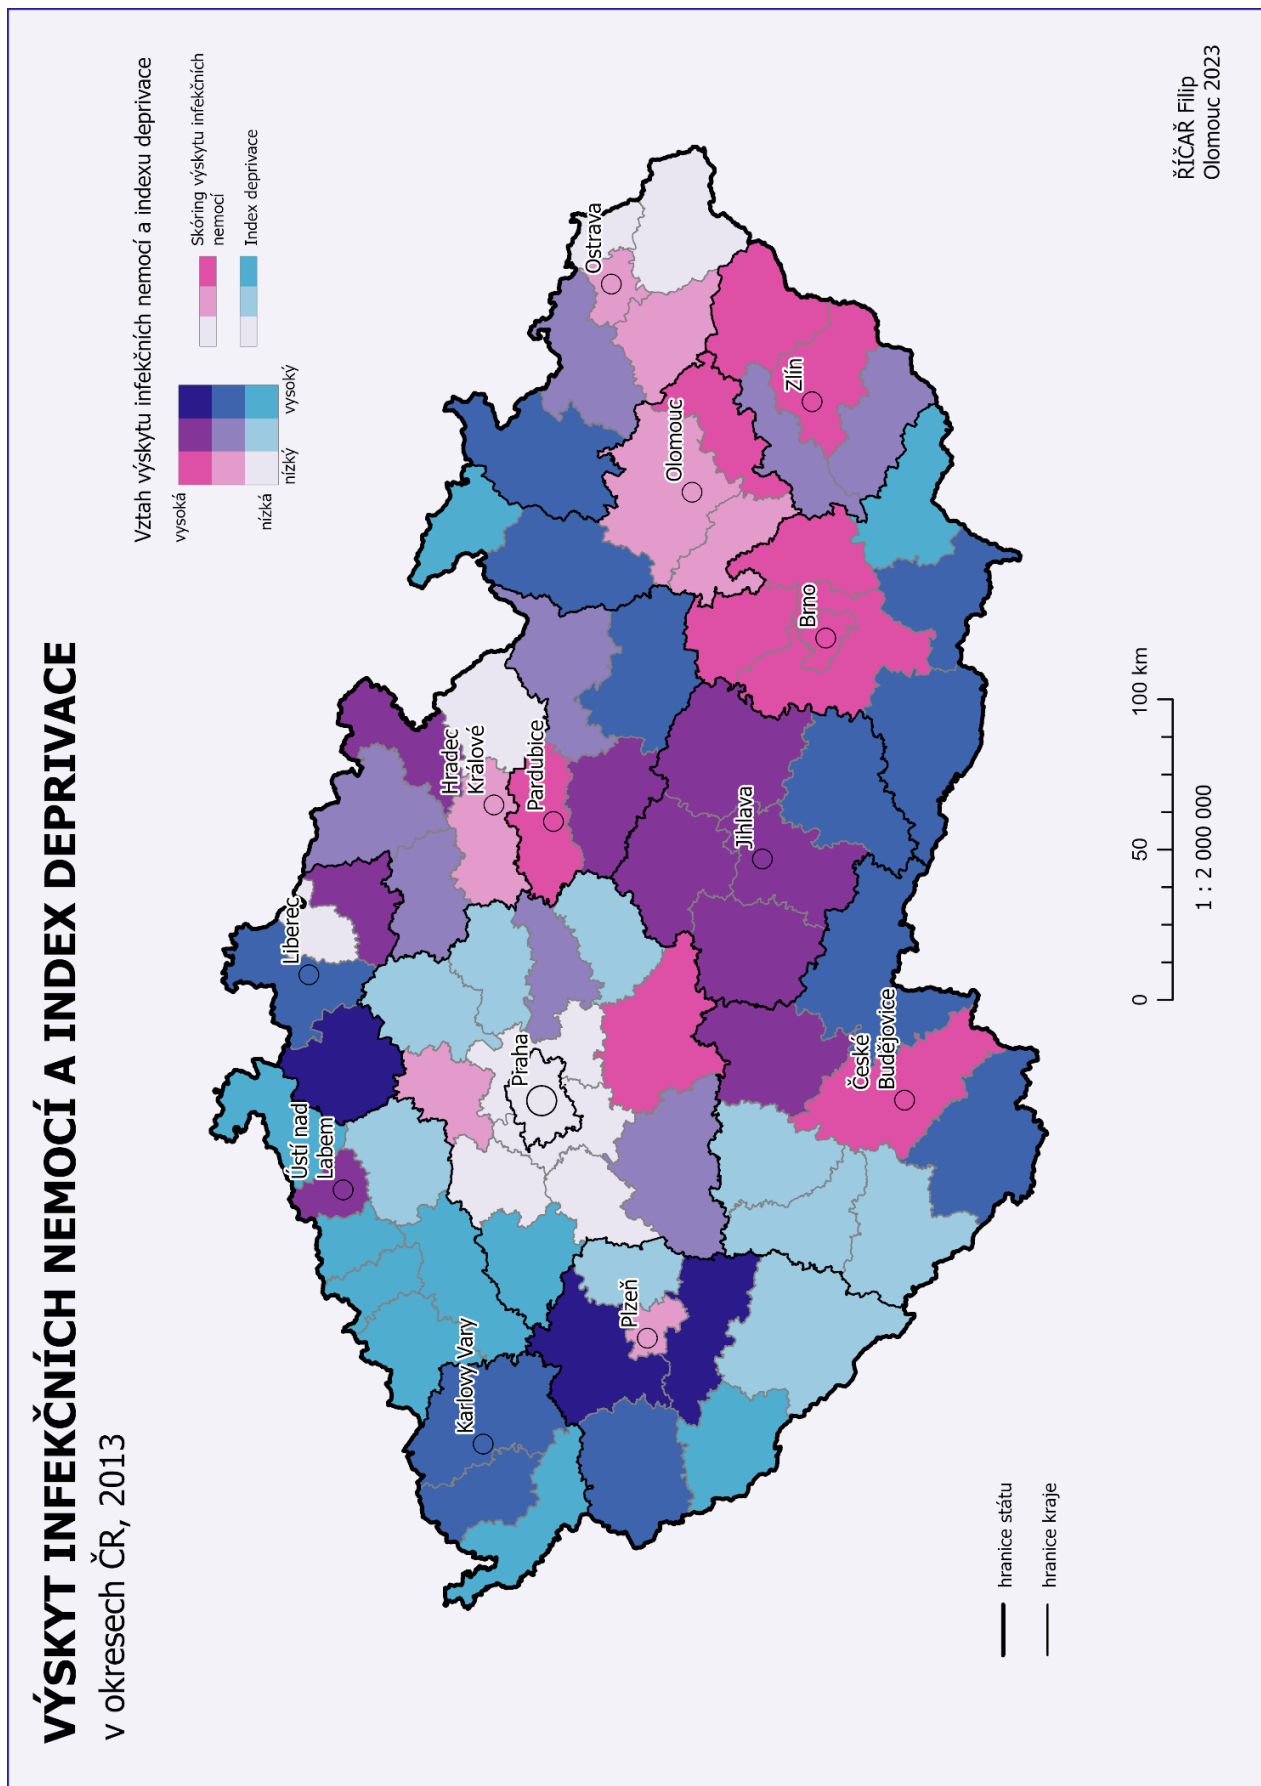 VÝSKYT INFEKČNÍCH NEMOCÍ A INDEX DEPRIVACE
v okresech ČR, 2013
Vztah výskytu infekčních nemocí a indexu deprivace
vysoká
nízká
nízký
vysoký
Skóring výskytu infekčních
nemocí
Index deprivace
Ústí nad
Labem
Liberec
Karlovy Vary
Praha
Hradec
Králové
Pardubice
Plzeň
Ostrava
Olomouc
Jihlava
Zlín
Brno
České
Budějovice
hranice státu
hranice kraje
0
50
100 km
1 : 2 000 000
ŘÍČAŘ Filip
Olomouc 2023